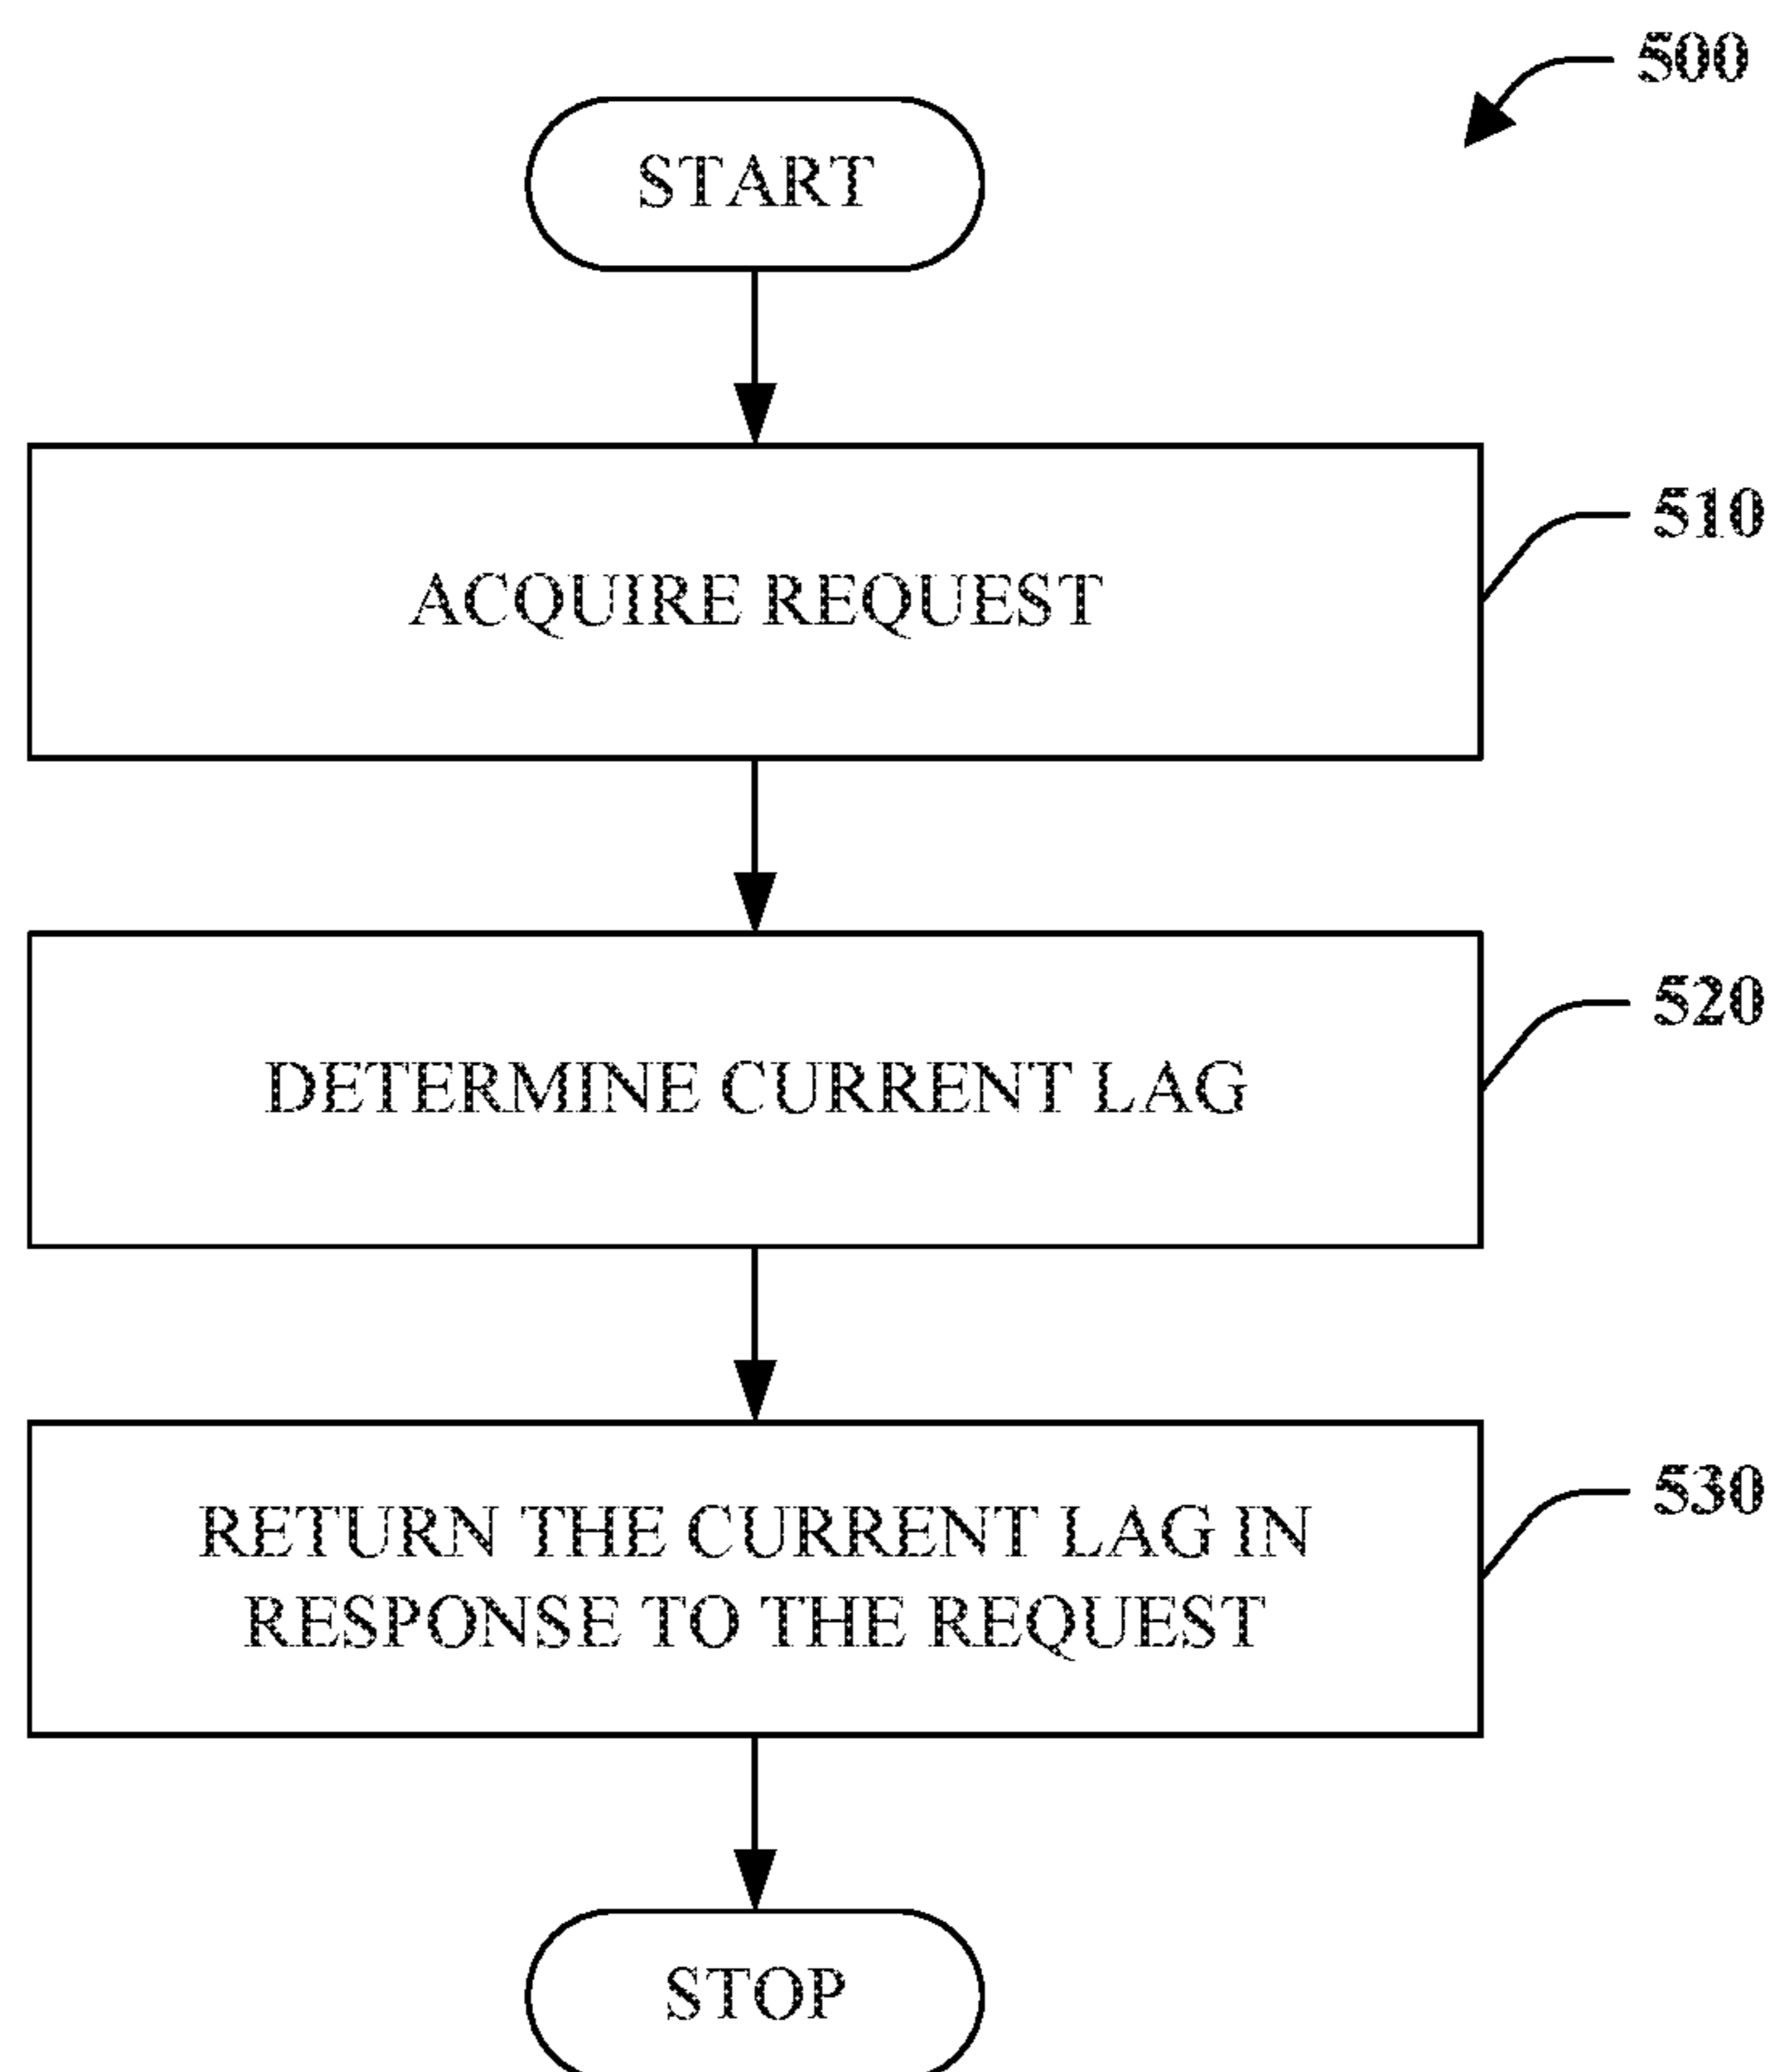 500
START
ACQUIRE REQUEST
510
DETERMINE CURRENT LAG
520
RETURN THE CURRENT LAG IN
RESPONSE TO THE REQUEST
530
STOP